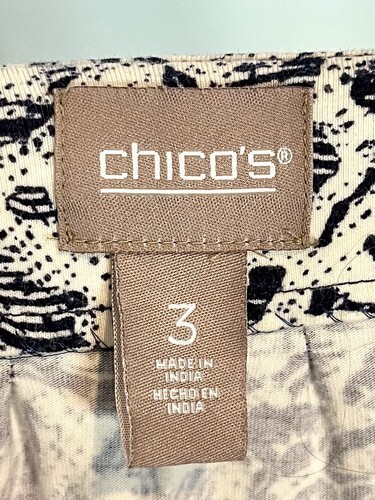 chico's®
3
MADE IN
INDIA
HECHO EN
INDIA